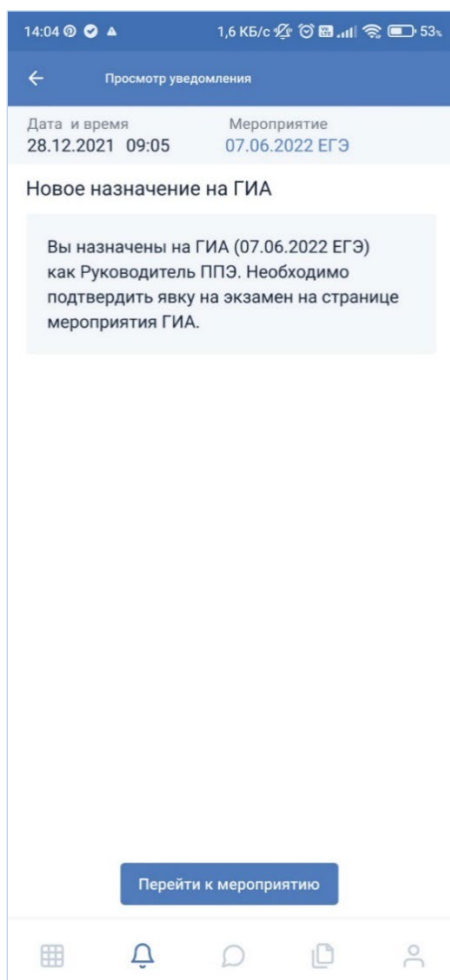 14:04 1,6 КБ/с 53%
Просмотр уведомления
Дата и время Мероприятие
28.12.2021 09:05 07.06.2022 ЕГЭ
Новое назначение на ГИА
Вы назначены на ГИА (07.06.2022 ЕГЭ)
как Руководитель ППЭ. Необходимо
подтвердить явку на экзамен на странице
мероприятия ГИА.
Перейти к мероприятию